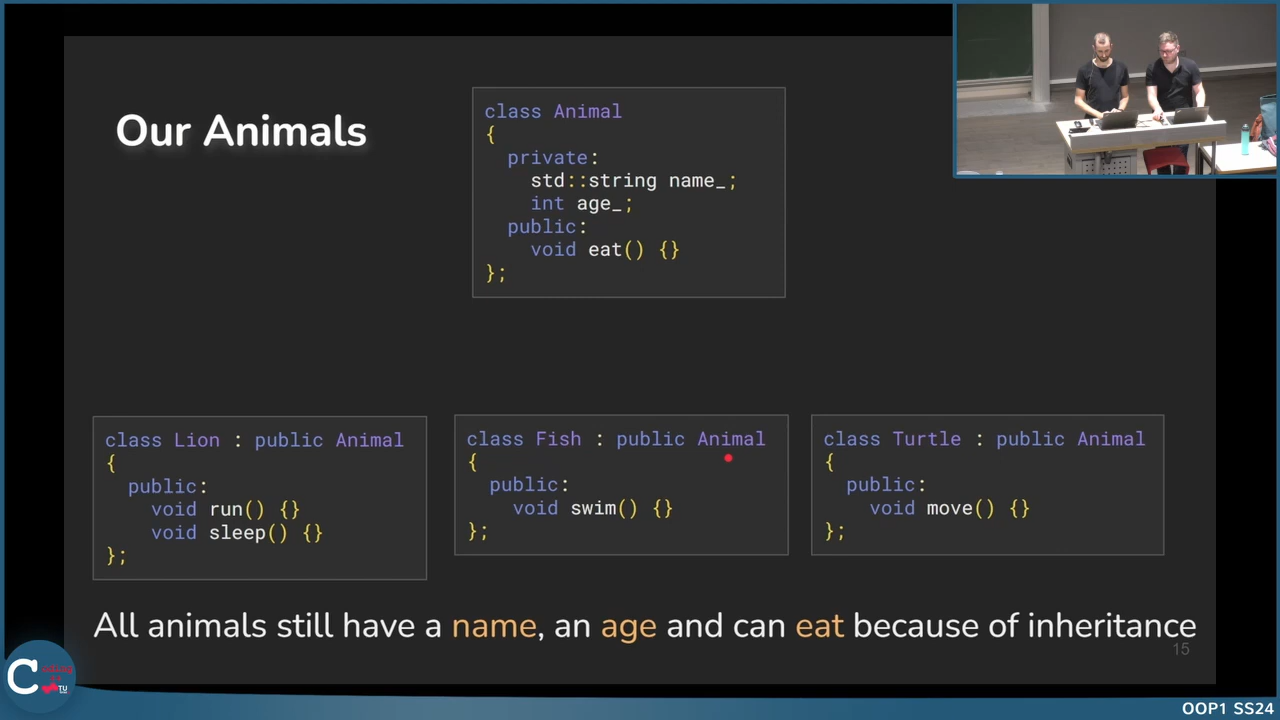 Our Animals
class Animal
{
private:
std::string name_;
int age_;
public:
void eat() {}
};
class Lion : public Animal
{
public:
void run() {}
void sleep() {}
};
class Fish : public Animal
{
public:
void swim() {}
};
class Turtle : public Animal
{
public:
void move() {}
};
All animals still have a name, an age and can eat because of inheritance
15
C
TU
OOP1 SS24